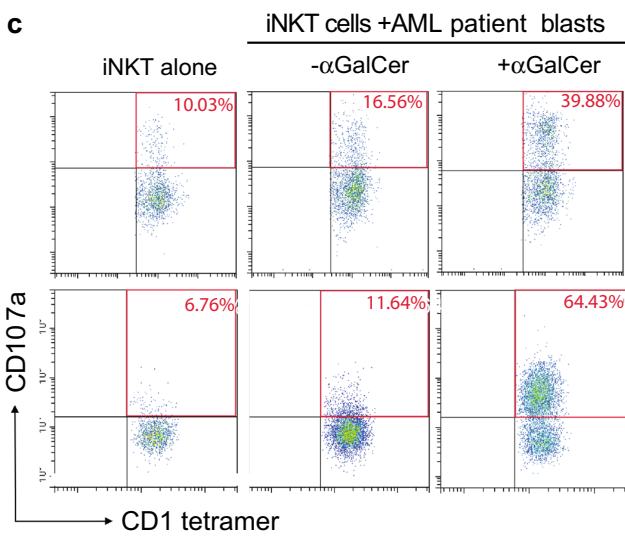 c
iNKT cells +AML patient blasts
iNKT alone
-αGalCer
+αGalCer
10.03%
16.56%
39.88%
6.76%
11.64%
64.43%
CD107a
CD1 tetramer